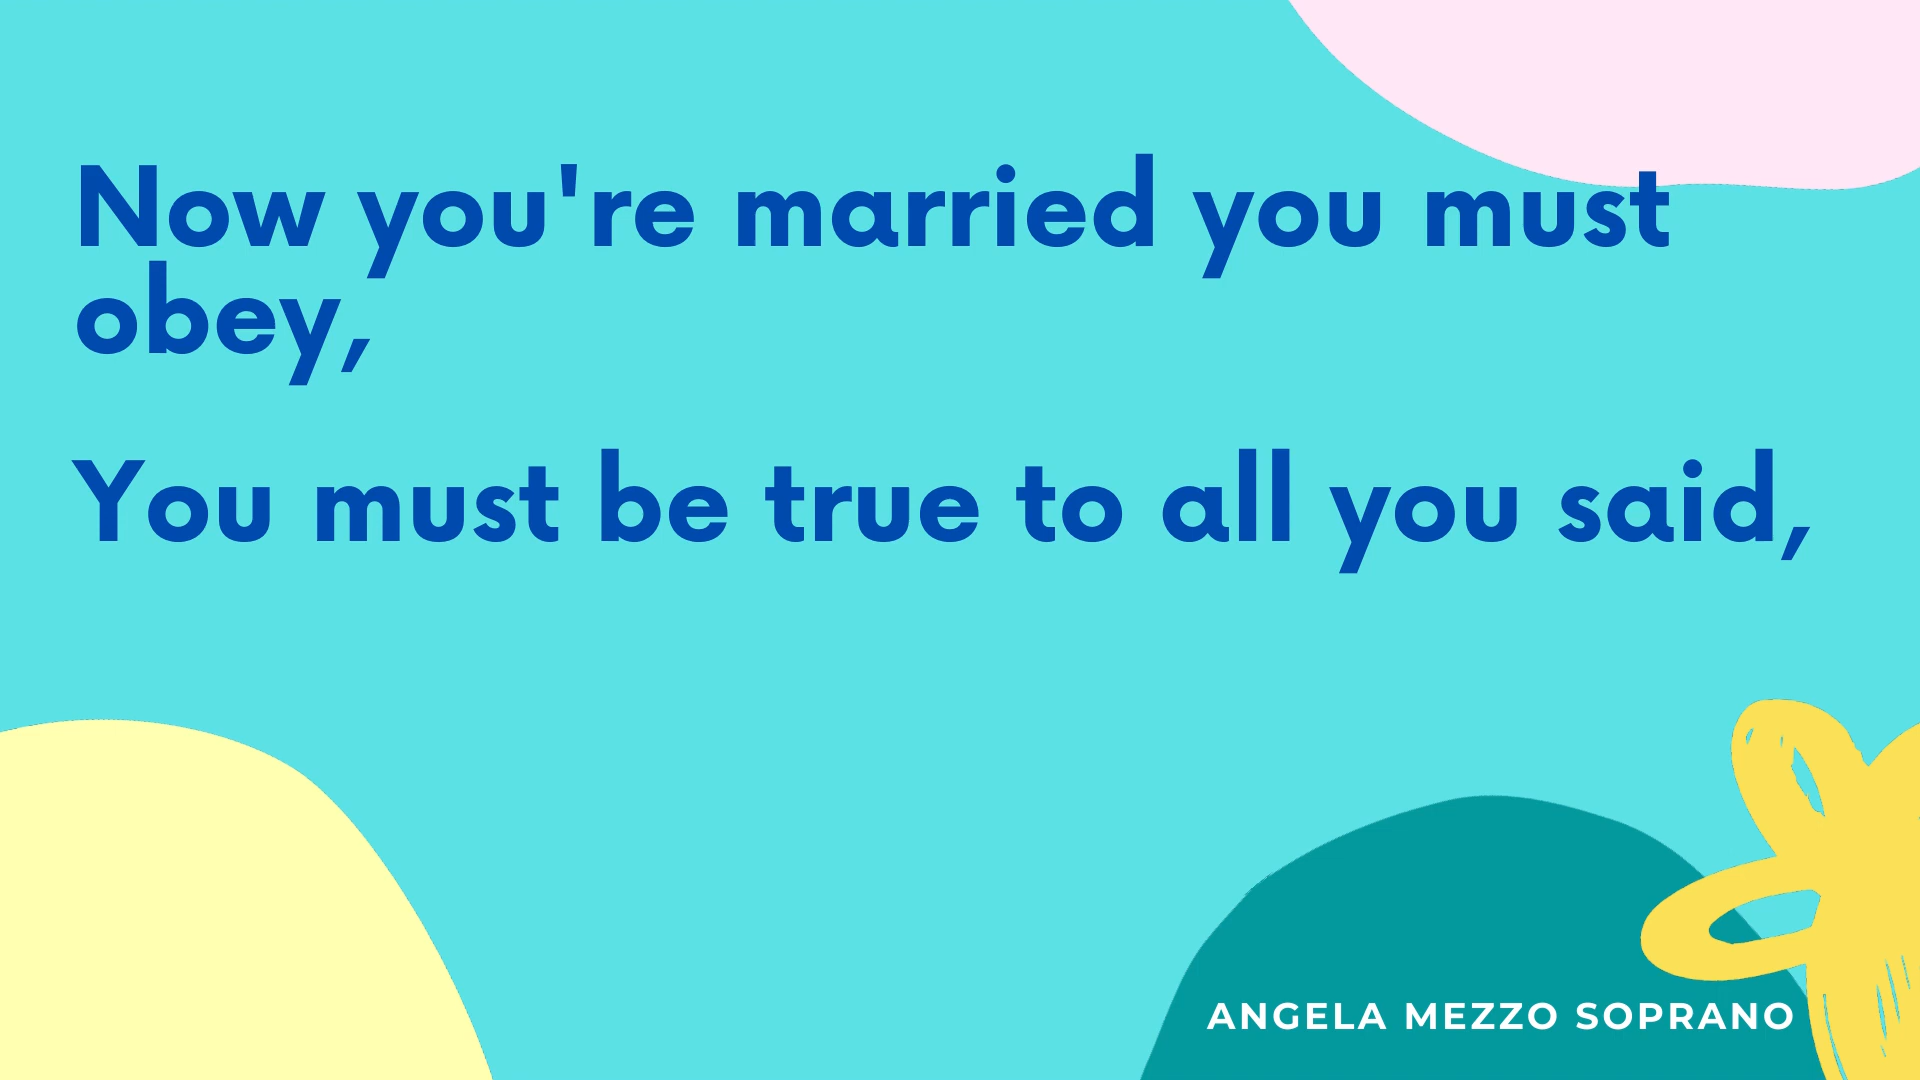 Now you're married you must
obey,
You must be true to all you said,
ANGELA MEZZO SOPRANO